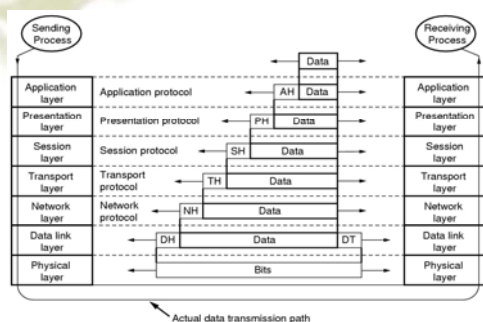 Sending
Process
Receiving
Process
Data
Application
layer
Application protocol
AH
Data
Application
layer
Presentation
layer
Presentation protocol
PH
Data
Presentation
layer
Session
layer
Session protocol
SH
Data
Session
layer
Transport
layer
Transport
protocol
TH
Data
Transport
layer
Network
layer
Network
protocol
NH
Data
Network
layer
Data link
layer
DH
Data
DT
Data link
layer
Physical
layer
Bits
Physical
layer
Actual data transmission path